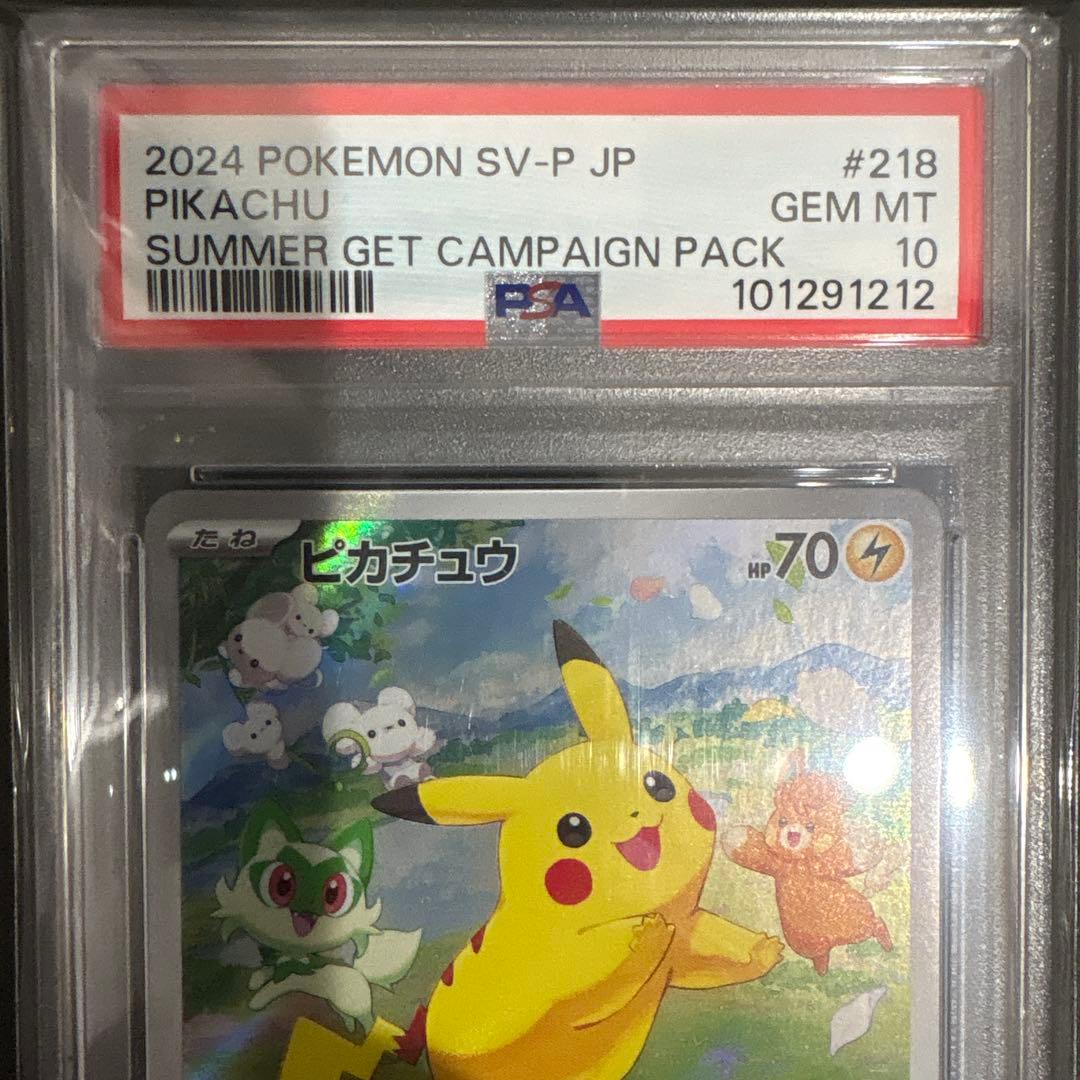 2024 POKEMON SV-P JP #218
PIKACHU GEM MT
SUMMER GET CAMPAIGN PACK 10
PSA 101291212
たね ピカチュウ HP70